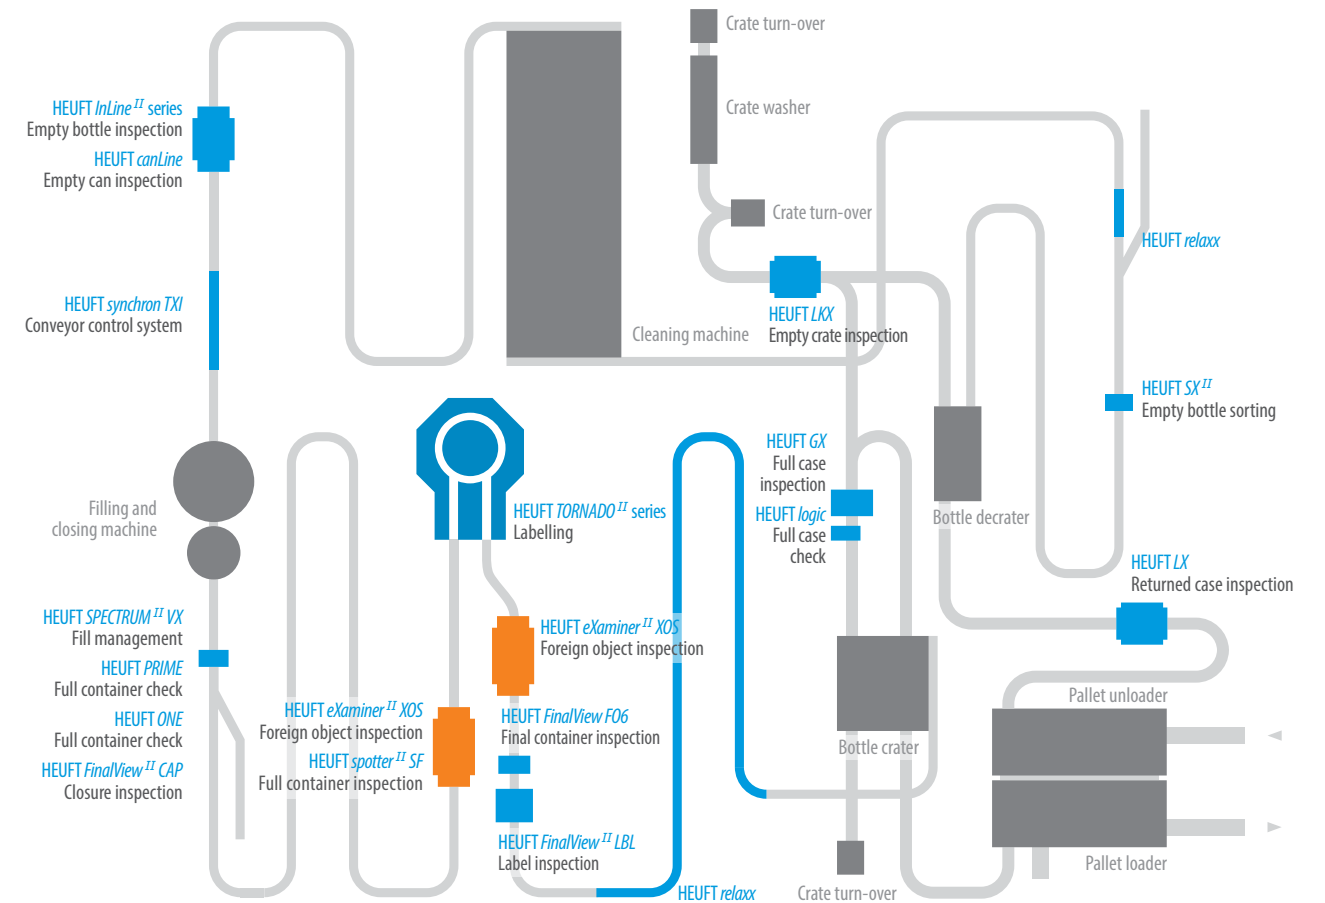 Crate turn-over
Crate washer
Crate turn-over
HEUFT InLine II series
Empty bottle inspection
HEUFT canLine
Empty can inspection
HEUFT synchron TXI
Conveyor control system
Cleaning machine
HEUFT LKX
Empty crate inspection
HEUFT relaxx
HEUFT SX II
Empty bottle sorting
Filling and
closing machine
HEUFT TORNADO II series
Labelling
HEUFT GX
Full case
inspection
HEUFT logic
Full case
check
Bottle decrater
HEUFT LX
Returned case inspection
HEUFT SPECTRUM II VX
Fill management
HEUFT PRIME
Full container check
HEUFT ONE
Full container check
HEUFT FinalView II CAP
Closure inspection
HEUFT eXaminer II XOS
Foreign object inspection
HEUFT spotter II SF
Full container inspection
HEUFT eXaminer II XOS
Foreign object inspection
HEUFT FinalView FO6
Final container inspection
HEUFT FinalView II LBL
Label inspection
HEUFT relaxx
Bottle crater
Crate turn-over
Pallet unloader
Pallet loader